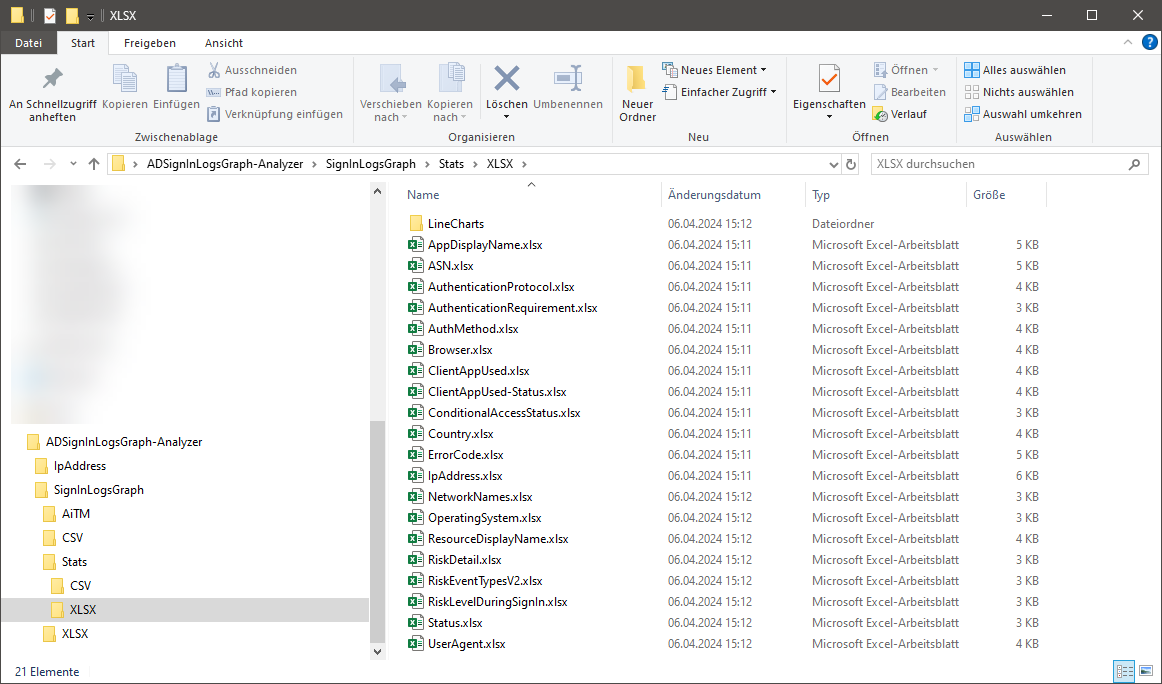 XLSX
Datei Start Freigeben Ansicht
An Schnellzugriff anheften
Kopieren
Einfügen
Ausschneiden
Pfad kopieren
Verknüpfung einfügen
Zwischenablage
Verschieben nach
Kopieren nach
Löschen
Umbenennen
Organisieren
Neuer Ordner
Neues Element
Einfacher Zugriff
Neu
Eigenschaften
Öffnen
Bearbeiten
Verlauf
Öffnen
Alles auswählen
Nichts auswählen
Auswahl umkehren
Auswählen
ADSignInLogsGraph-Analyzer > SignInLogsGraph > Stats > XLSX >
XLSX durchsuchen
ADSignInLogsGraph-Analyzer
IpAddress
SignInLogsGraph
AiTM
CSV
Stats
CSV
XLSX
XLSX
Name Änderungsdatum Typ Größe
LineCharts 06.04.2024 15:12 Dateiordner
AppDisplayName.xlsx 06.04.2024 15:11 Microsoft Excel-Arbeitsblatt 5 KB
ASN.xlsx 06.04.2024 15:11 Microsoft Excel-Arbeitsblatt 5 KB
AuthenticationProtocol.xlsx 06.04.2024 15:11 Microsoft Excel-Arbeitsblatt 4 KB
AuthenticationRequirement.xlsx 06.04.2024 15:11 Microsoft Excel-Arbeitsblatt 3 KB
AuthMethod.xlsx 06.04.2024 15:11 Microsoft Excel-Arbeitsblatt 4 KB
Browser.xlsx 06.04.2024 15:11 Microsoft Excel-Arbeitsblatt 4 KB
ClientAppUsed.xlsx 06.04.2024 15:11 Microsoft Excel-Arbeitsblatt 4 KB
ClientAppUsed-Status.xlsx 06.04.2024 15:11 Microsoft Excel-Arbeitsblatt 4 KB
ConditionalAccessStatus.xlsx 06.04.2024 15:11 Microsoft Excel-Arbeitsblatt 3 KB
Country.xlsx 06.04.2024 15:11 Microsoft Excel-Arbeitsblatt 4 KB
ErrorCode.xlsx 06.04.2024 15:11 Microsoft Excel-Arbeitsblatt 5 KB
IpAddress.xlsx 06.04.2024 15:11 Microsoft Excel-Arbeitsblatt 6 KB
NetworkNames.xlsx 06.04.2024 15:12 Microsoft Excel-Arbeitsblatt 3 KB
OperatingSystem.xlsx 06.04.2024 15:12 Microsoft Excel-Arbeitsblatt 3 KB
ResourceDisplayName.xlsx 06.04.2024 15:12 Microsoft Excel-Arbeitsblatt 4 KB
RiskDetail.xlsx 06.04.2024 15:12 Microsoft Excel-Arbeitsblatt 3 KB
RiskEventTypesV2.xlsx 06.04.2024 15:12 Microsoft Excel-Arbeitsblatt 3 KB
RiskLevelDuringSignIn.xlsx 06.04.2024 15:12 Microsoft Excel-Arbeitsblatt 3 KB
Status.xlsx 06.04.2024 15:12 Microsoft Excel-Arbeitsblatt 3 KB
UserAgent.xlsx 06.04.2024 15:12 Microsoft Excel-Arbeitsblatt 4 KB
21 Elemente